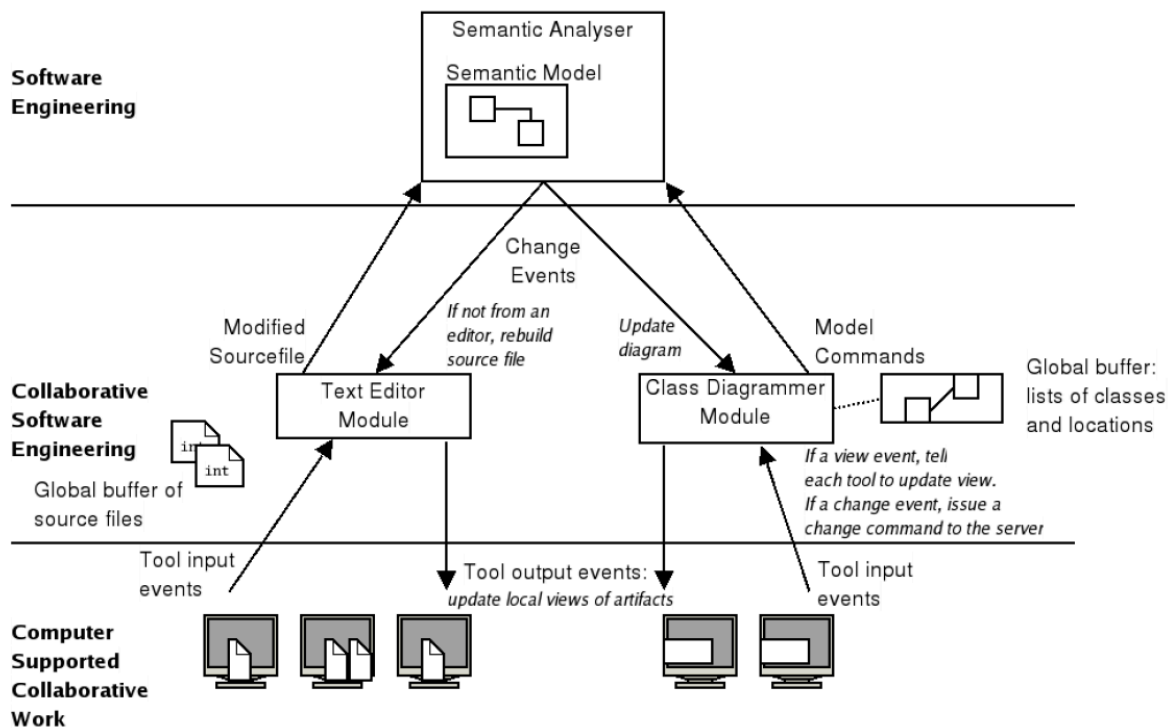 Semantic Analyser
Semantic Model
Software
Engineering
Change
Events
If not from an
editor, rebuild
source file
Update
diagram
Modified
Sourcefile
Model
Commands
Collaborative
Software
Engineering
Text Editor
Module
Class Diagrammer
Module
Global buffer:
lists of classes
and locations
int
int
Global buffer of
source files
If a view event, tell
each tool to update view.
If a change event, issue a
change command to the server
Tool input
events
Tool output events:
update local views of artifacts
Tool input
events
Computer
Supported
Collaborative
Work